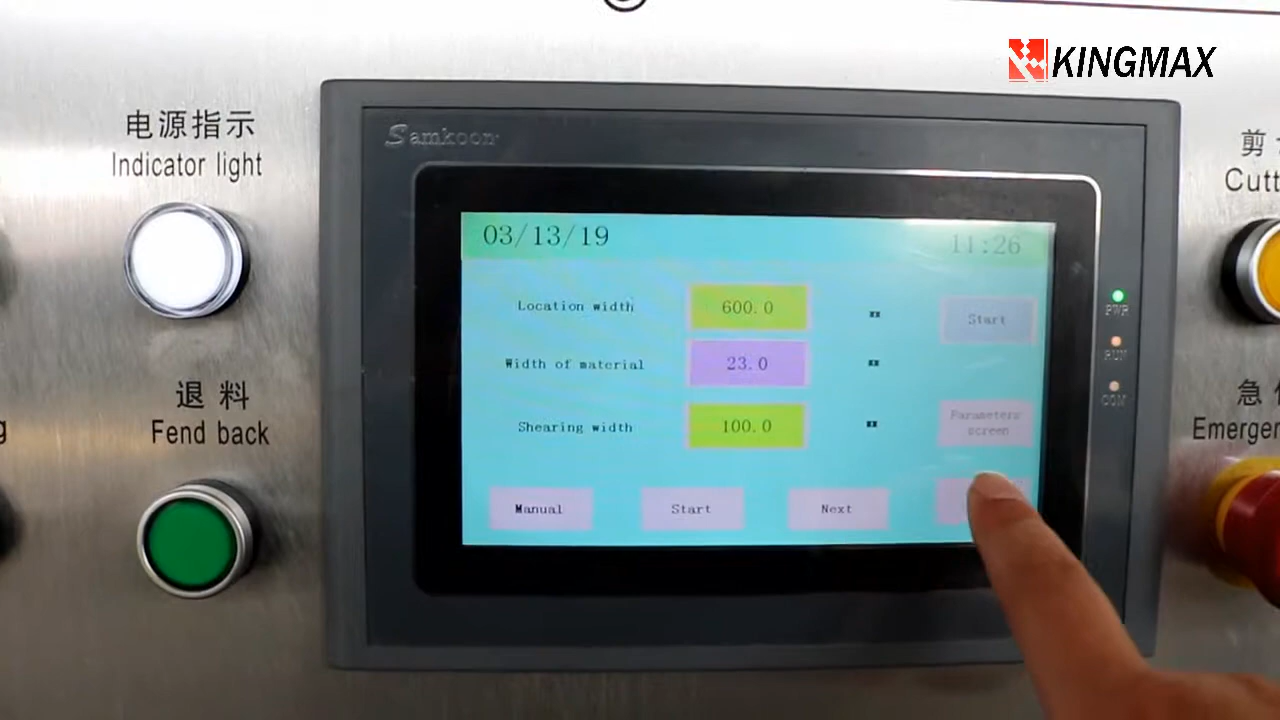 KINGMAX
电源指示
Indicator light
退料
Fend back
Samkoon
03/13/19
11:26
Location width
600.0
Start
Width of material
23.0
Shearing width
100.0
Parameters
screen
Manual
Start
Next
PWR
RUN
COM
剪
Cutt
急
Emergen
g